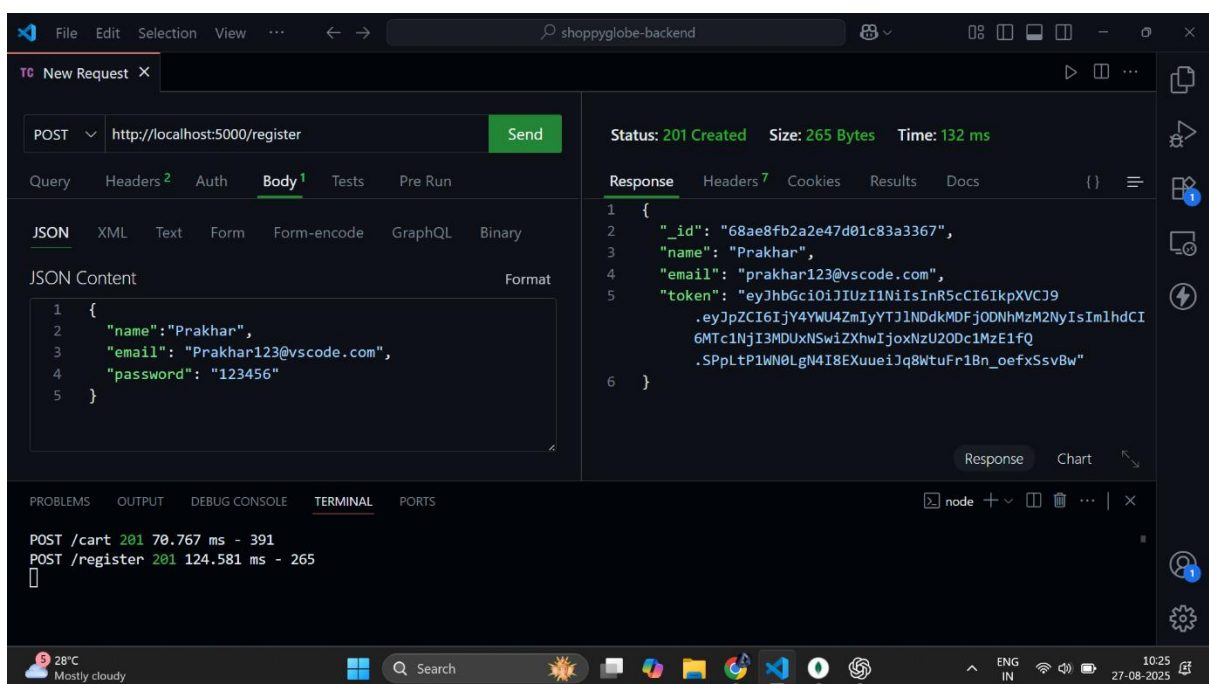 File Edit Selection View ··· shoppyglobe-backend
TC New Request
POST http://localhost:5000/register Send
Status: 201 Created Size: 265 Bytes Time: 132 ms
Query Headers 2 Auth Body 1 Tests Pre Run
Response Headers 7 Cookies Results Docs { }
JSON XML Text Form Form-encode GraphQL Binary
JSON Content Format
1 {
2 "name":"Prakhar",
3 "email": "Prakhar123@vscode.com",
4 "password": "123456"
5 }
1 {
2 "_id": "68ae8fb2a2e47d01c83a3367",
3 "name": "Prakhar",
4 "email": "prakhar123@vscode.com",
5 "token": "eyJhbGciOiJIUzI1NiIsInR5cCI6IkpXVCJ9
.eyJpZCI6IjY4YWU4ZmIyYTJlNDdkMDFjODNhMzM2NyIsImlhdCI
6MTc1NjI3MDUxNSwiZXhwIjoxNzU2ODc1MzE1fQ
.SPpLtP1WN0LgN4I8EXuueiJq8WtuFr1Bn_oefxSsvBw"
6 }
Response Chart
1
PROBLEMS OUTPUT DEBUG CONSOLE TERMINAL PORTS node
POST /cart 201 70.767 ms - 391
POST /register 201 124.581 ms - 265
1
5 28°C
Mostly cloudy
Search
ENG
IN
10:25
27-08-2025